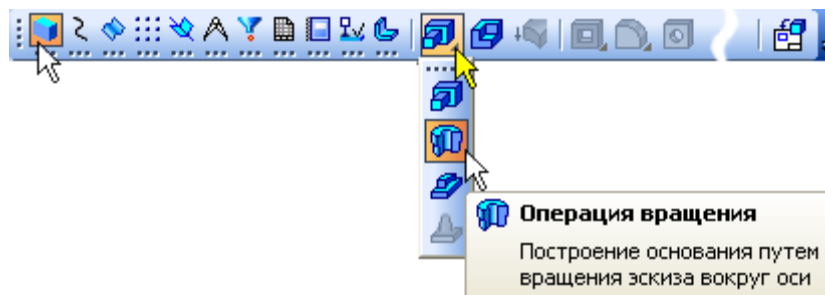 Операция вращения
Построение основания путем
вращения эскиза вокруг оси